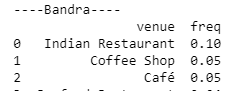 ----Bandra----
venue freq
0 Indian Restaurant 0.10
1 Coffee Shop 0.05
2 Café 0.05